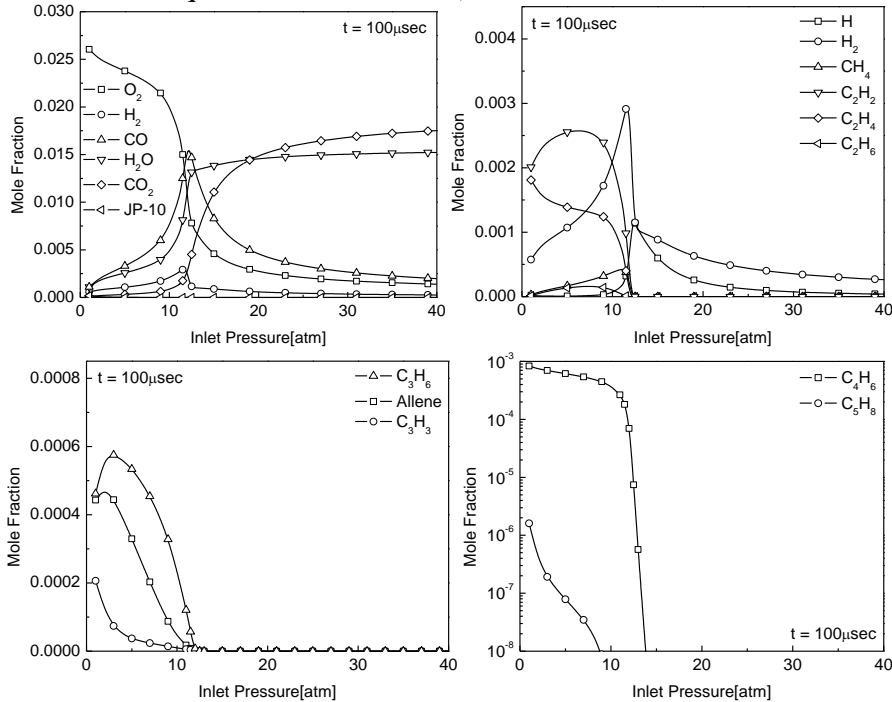 t = 100μsec
0.030
0.025
0.020
0.015
0.010
0.005
0.000
Mole Fraction
O₂
H₂
CO
H₂O
CO₂
JP-10
0 10 20 30 40
Inlet Pressure[atm]
t = 100μsec
0.004
0.003
0.002
0.001
0.000
Mole Fraction
H
H₂
CH₄
C₂H₂
C₂H₄
C₂H₆
0 10 20 30 40
Inlet Pressure[atm]
t = 100μsec
0.0008
0.0006
0.0004
0.0002
0.0000
Mole Fraction
C₃H₆
Allene
C₃H₃
0 10 20 30 40
Inlet Pressure[atm]
10⁻³
10⁻⁴
10⁻⁵
10⁻⁶
10⁻⁷
10⁻⁸
Mole Fraction
C₄H₆
C₅H₈
t = 100μsec
0 10 20 30 40
Inlet Pressure[atm]